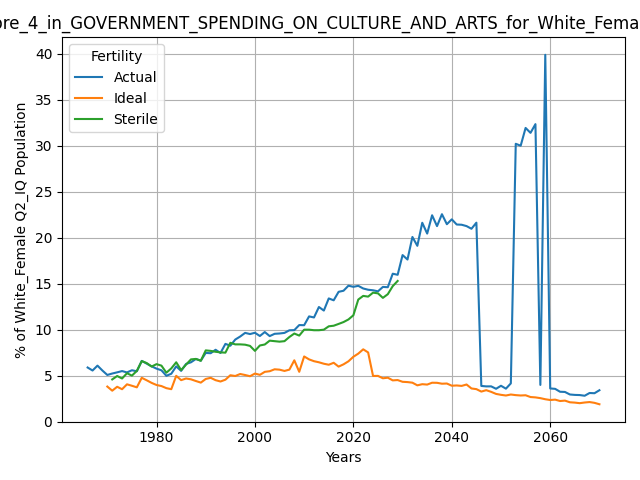 ore_4_in_GOVERNMENT_SPENDING_ON_CULTURE_AND_ARTS_for_White_Fema
Fertility
Actual
Ideal
Sterile
% of White_Female Q2_IQ Population
40
35
30
25
20
15
10
5
0
1980 2000 2020 2040 2060
Years